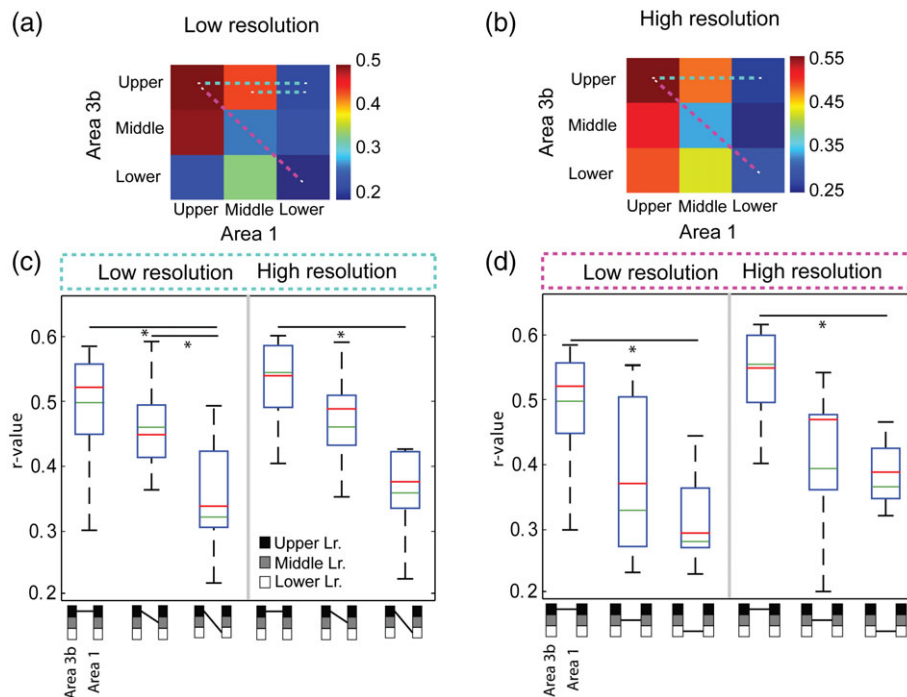 (a)
Low resolution
Area 3b
Upper
Middle
Lower
Upper Middle Lower
Area 1
0.5
0.4
0.3
0.2
(b)
High resolution
Area 3b
Upper
Middle
Lower
Upper Middle Lower
Area 1
0.55
0.45
0.35
0.25
(c)
Low resolution High resolution
r-value
0.6
0.5
0.4
0.3
0.2
* * *
Upper Lr.
Middle Lr.
Lower Lr.
Area 3b
Area 1
(d)
Low resolution High resolution
r-value
0.6
0.5
0.4
0.3
0.2
* *
Area 3b
Area 1